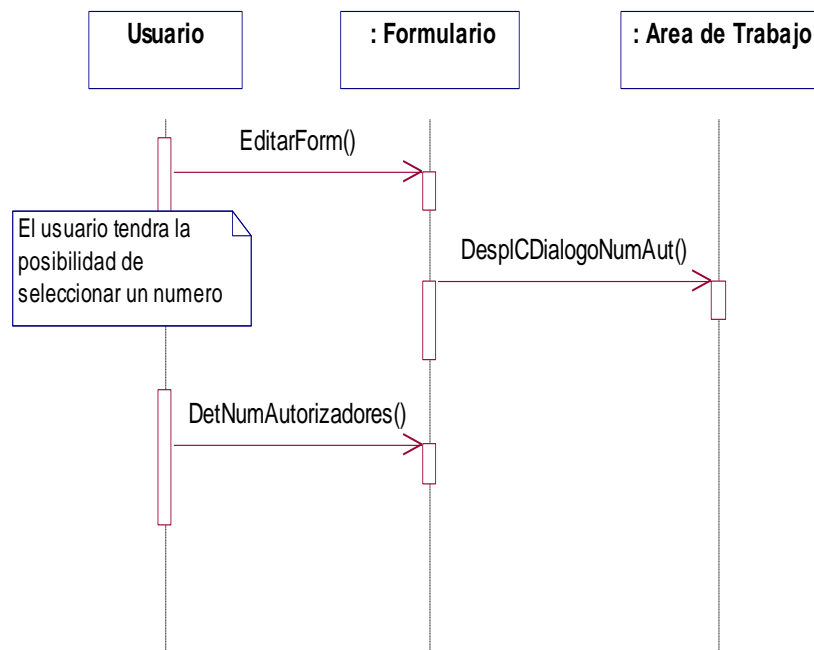 Usuario
: Formulario
: Area de Trabajo
EditarForm()
El usuario tendra la
posibilidad de
seleccionar un numero
DesplCDialogoNumAut()
DetNumAutorizadores()